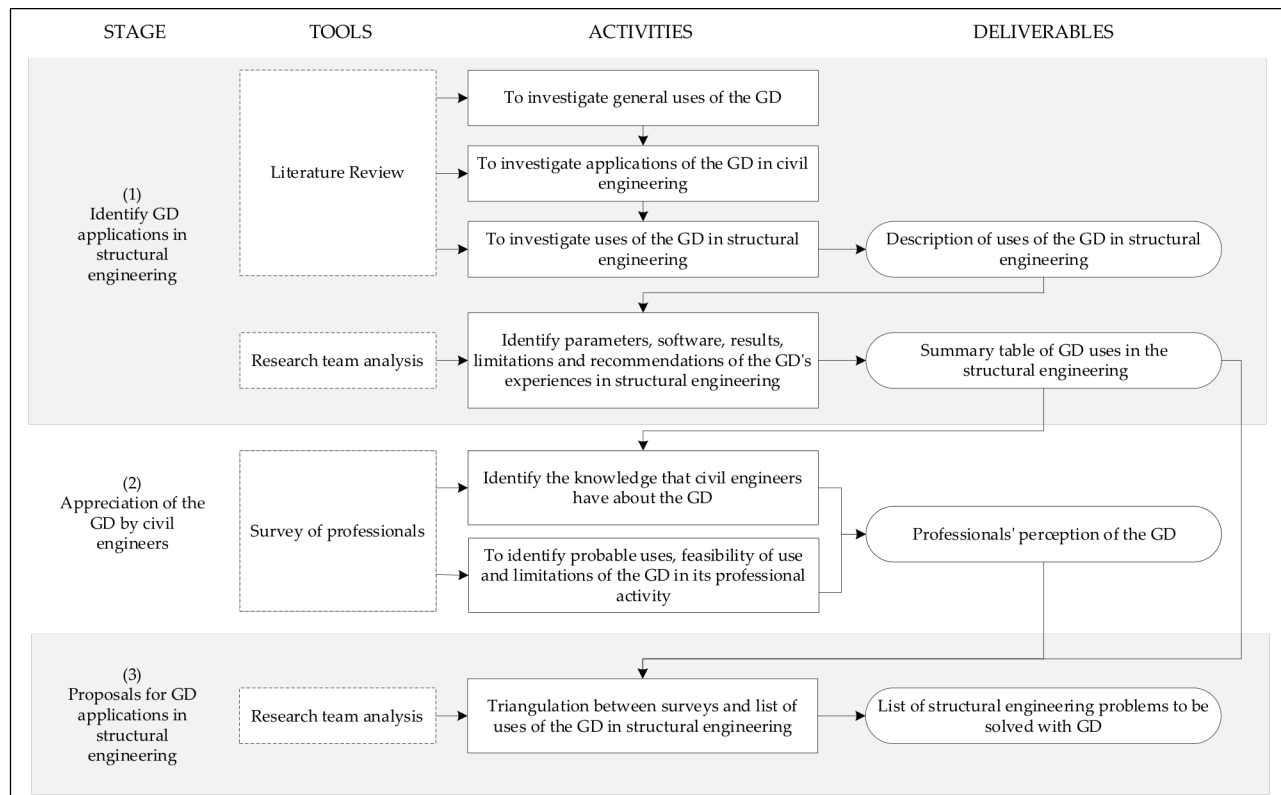 STAGE
TOOLS
ACTIVITIES
DELIVERABLES
(1)
Identify GD
applications in
structural
engineering
Literature Review
To investigate general uses of the GD
To investigate applications of the GD in civil
engineering
To investigate uses of the GD in structural
engineering
Description of uses of the GD in structural
engineering
Research team analysis
Identify parameters, software, results,
limitations and recommendations of the GD's
experiences in structural engineering
Summary table of GD uses in the
structural engineering
(2)
Appreciation of the
GD by civil
engineers
Survey of professionals
Identify the knowledge that civil engineers
have about the GD
To identify probable uses, feasibility of use
and limitations of the GD in its professional
activity
Professionals' perception of the GD
(3)
Proposals for GD
applications in
structural
engineering
Research team analysis
Triangulation between surveys and list of
uses of the GD in structural engineering
List of structural engineering problems to be
solved with GD